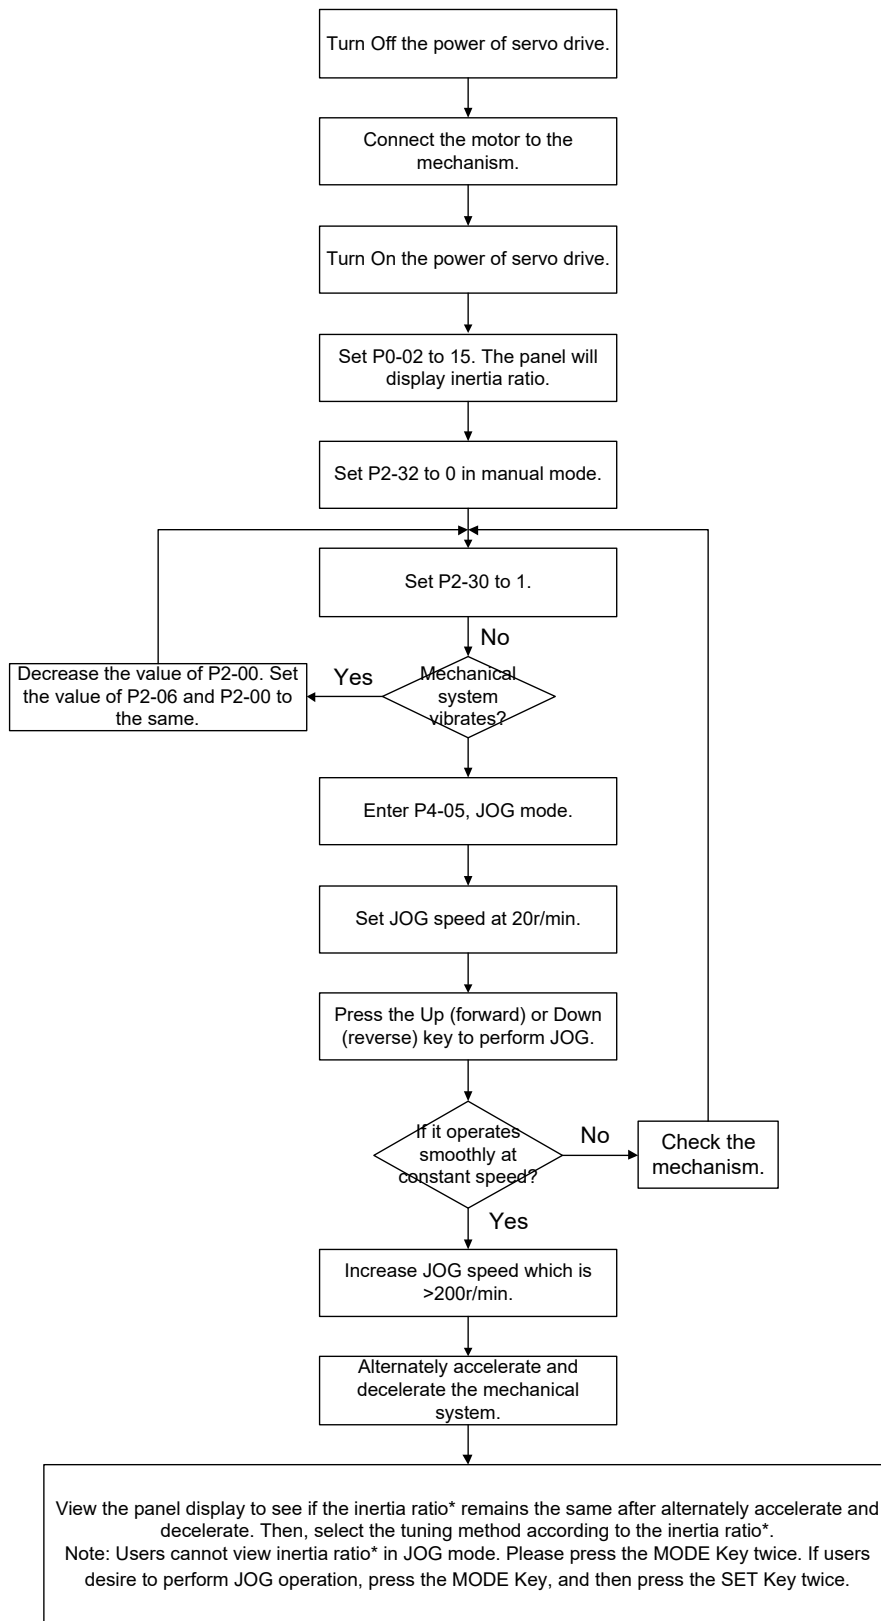 Turn Off the power of servo drive.
Connect the motor to the
mechanism.
Turn On the power of servo drive.
Set P0-02 to 15. The panel will
display inertia ratio.
Set P2-32 to 0 in manual mode.
Set P2-30 to 1.
No
Decrease the value of P2-00. Set
the value of P2-06 and P2-00 to
the same.
Yes
Mechanical
system
vibrates?
Enter P4-05, JOG mode.
Set JOG speed at 20r/min.
Press the Up (forward) or Down
(reverse) key to perform JOG.
If it operates
smoothly at
constant speed?
No
Check the
mechanism.
Yes
Increase JOG speed which is
>200r/min.
Alternately accelerate and
decelerate the mechanical
system.
View the panel display to see if the inertia ratio* remains the same after alternately accelerate and
decelerate. Then, select the tuning method according to the inertia ratio*.
Note: Users cannot view inertia ratio* in JOG mode. Please press the MODE Key twice. If users
desire to perform JOG operation, press the MODE Key, and then press the SET Key twice.